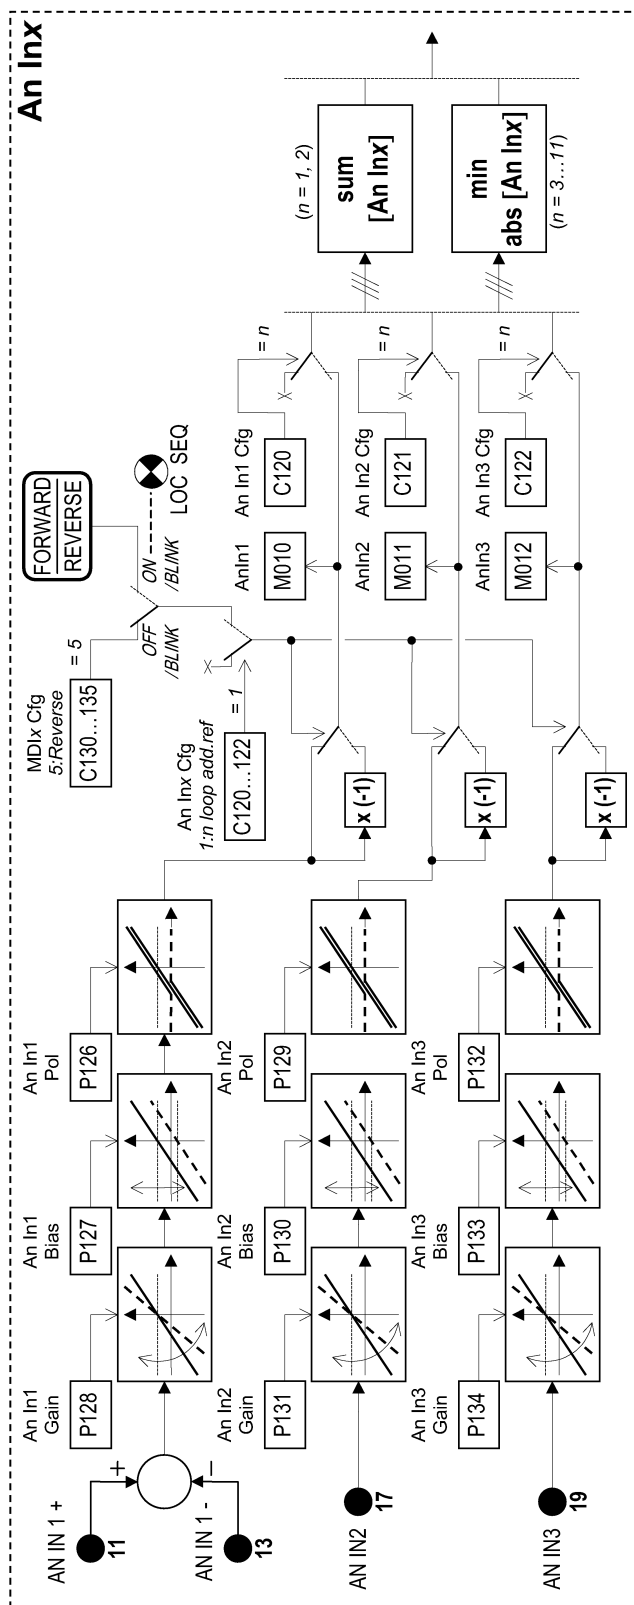 An Inx
AN IN 1 +
11
+
AN IN 1 -
13
–
AN IN2
17
AN IN3
19
An In1
Gain
P128
An In1
Bias
P127
An In1
Pol
P126
An In2
Gain
P131
An In2
Bias
P130
An In2
Pol
P129
An In3
Gain
P134
An In3
Bias
P133
An In3
Pol
P132
x (-1)
x (-1)
x (-1)
MDIx Cfg
5:Reverse
C130...135
= 5
An Inx Cfg
1:n loop add.ref
C120...122
= 1
OFF
/BLINK
ON
/BLINK
FORWARD
REVERSE
LOC SEQ
AnIn1
M010
An In1 Cfg
C120
= n
AnIn2
M011
An In2 Cfg
C121
= n
AnIn3
M012
An In3 Cfg
C122
= n
(n = 1, 2)
sum
[An Inx]
min
abs [An Inx]
(n = 3...11)